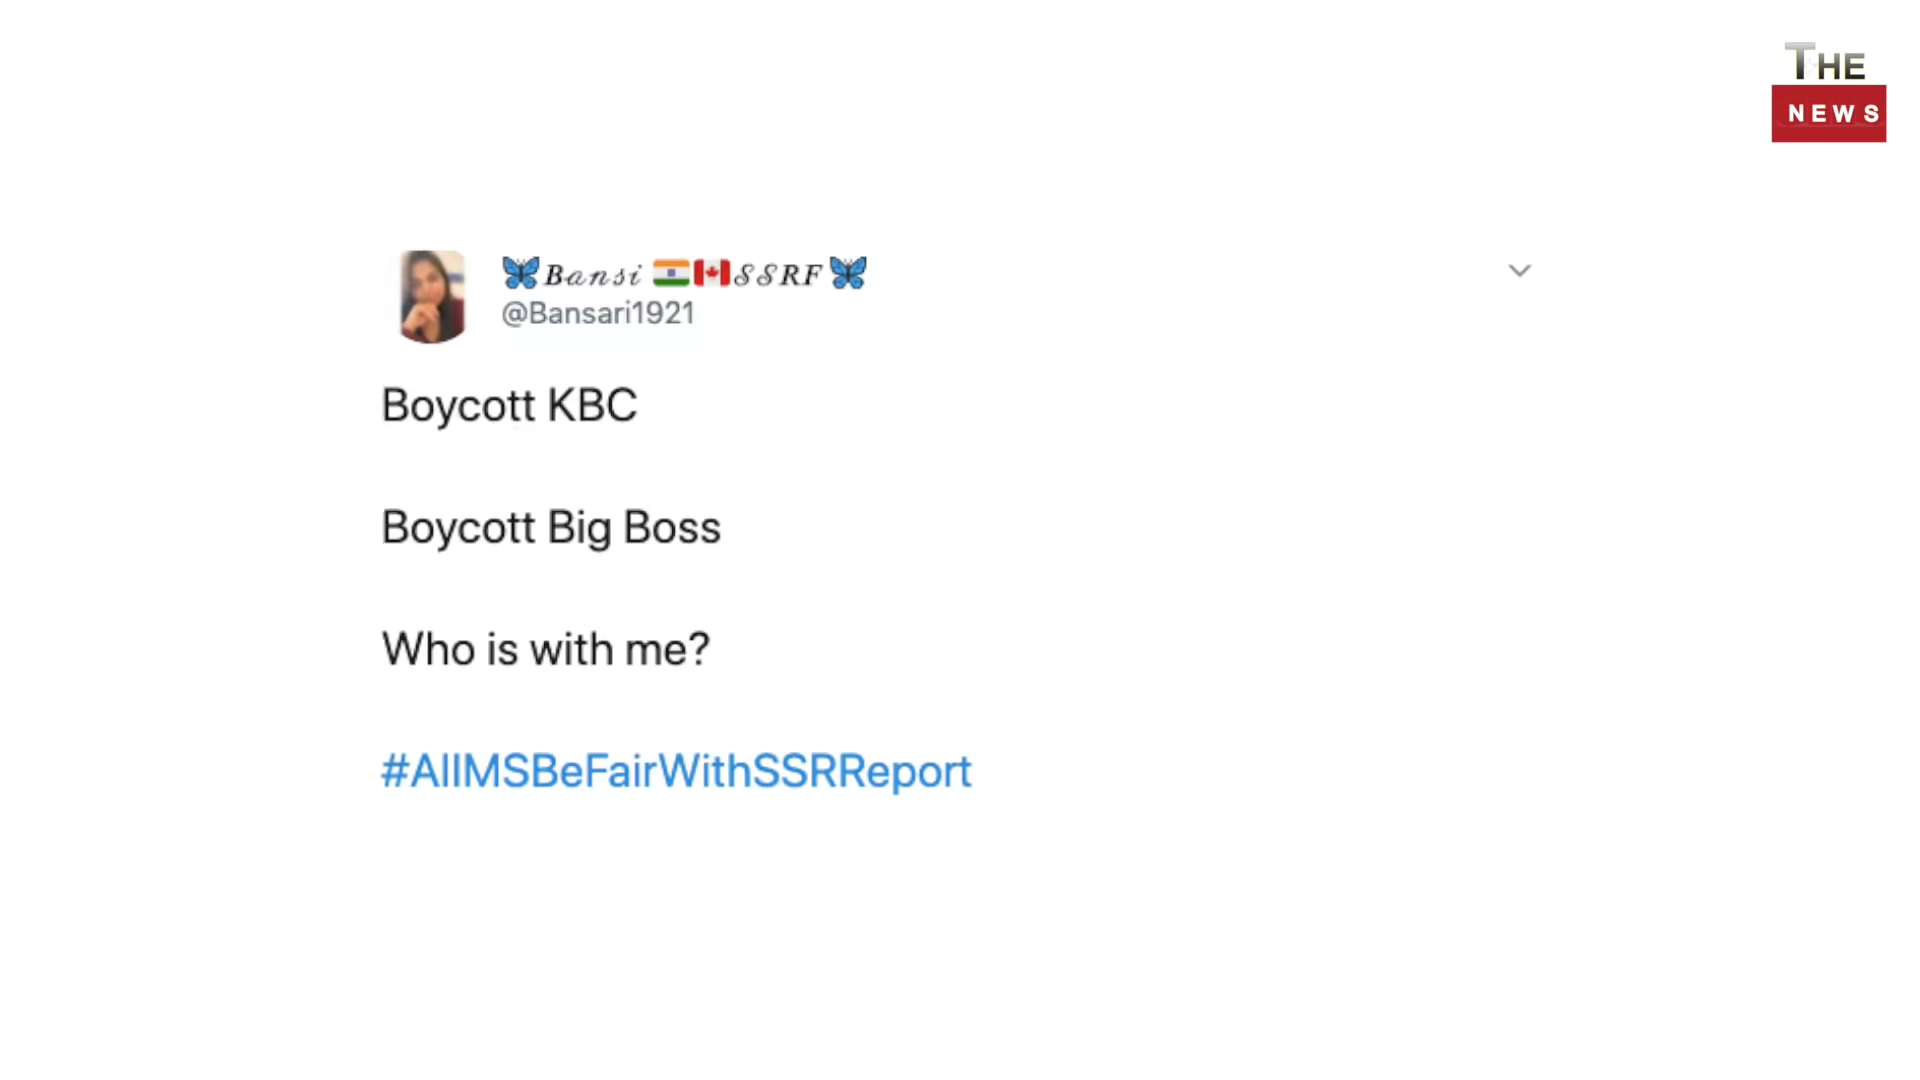 THE
NEWS
🦋Bansi 🇮🇳🇨🇦SSRF🦋
@Bansari1921
Boycott KBC
Boycott Big Boss
Who is with me?
#AIIMSBeFairWithSSRReport